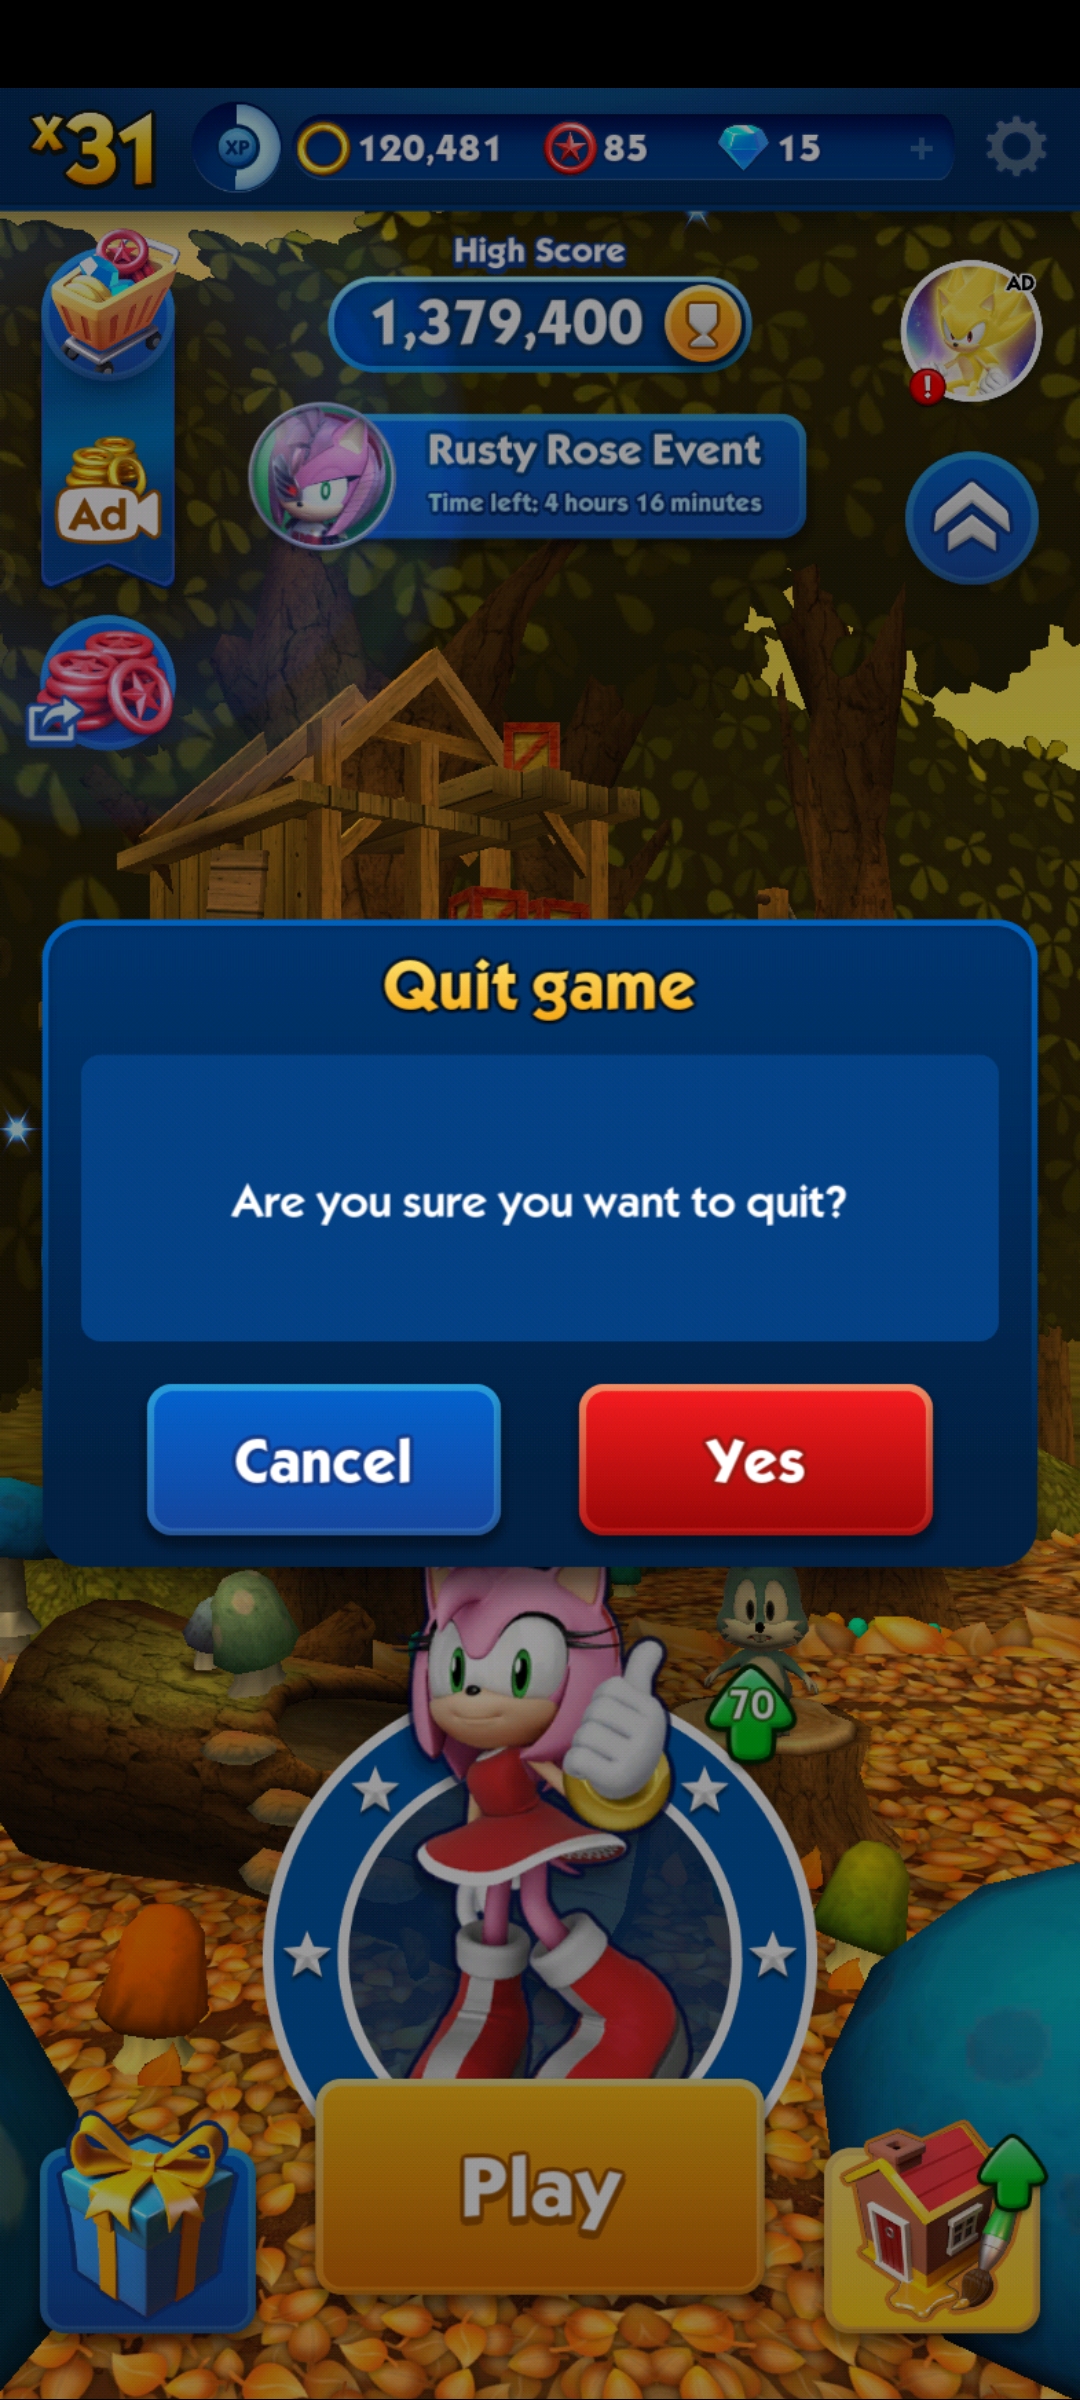 x31
XP
120,481
85
15
+
High Score
1,379,400
AD
!
Rusty Rose Event
Time left: 4 hours 16 minutes
Ad
Quit game
Are you sure you want to quit?
Cancel
Yes
70
Play